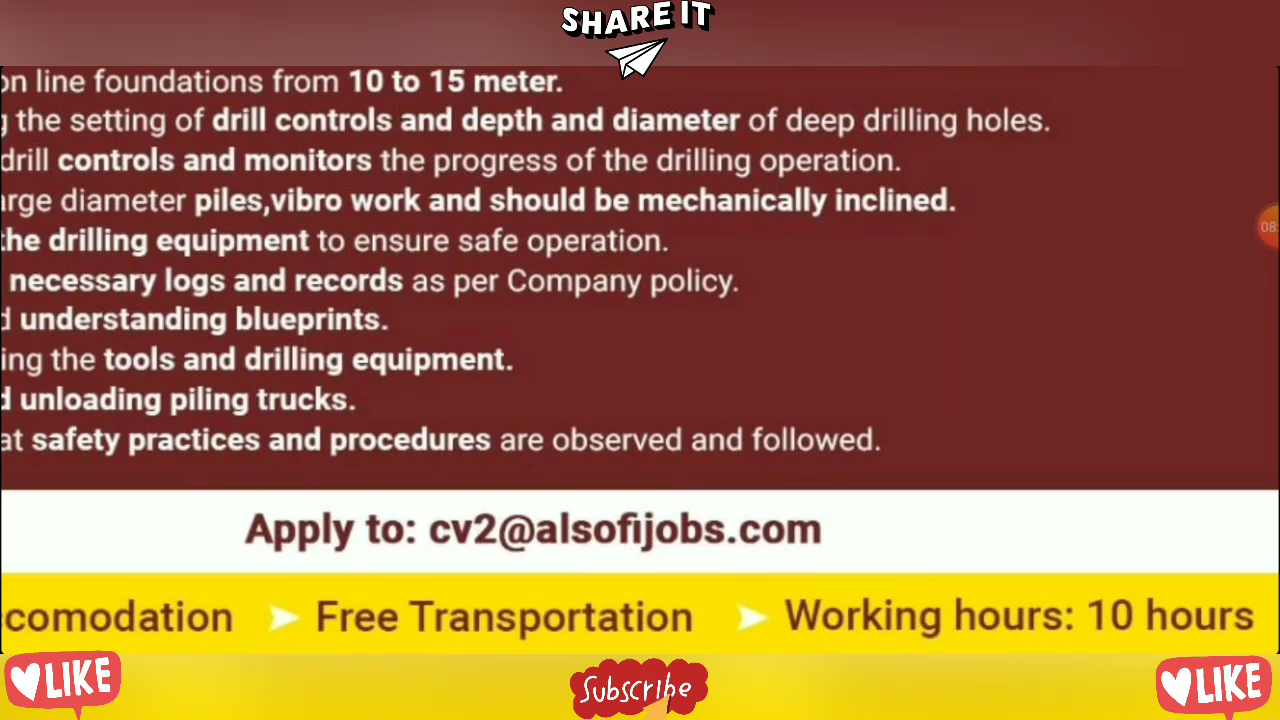 SHARE IT
on line foundations from 10 to 15 meter.
g the setting of drill controls and depth and diameter of deep drilling holes.
drill controls and monitors the progress of the drilling operation.
arge diameter piles,vibro work and should be mechanically inclined.
the drilling equipment to ensure safe operation.
necessary logs and records as per Company policy.
d understanding blueprints.
ing the tools and drilling equipment.
d unloading piling trucks.
at safety practices and procedures are observed and followed.
08
Apply to: cv2@alsofijobs.com
ccomodation ➤ Free Transportation ➤ Working hours: 10 hours
LIKE Subscribe LIKE